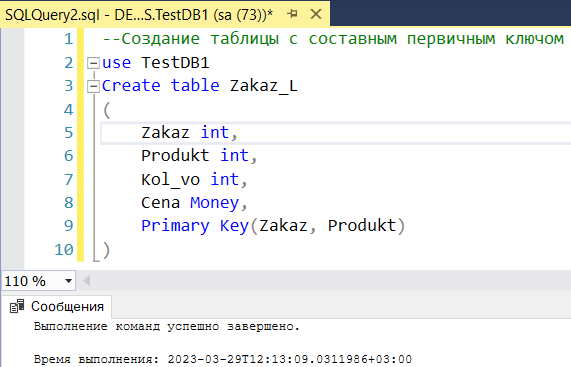 SQLQuery2.sql - DE...S.TestDB1 (sa (73))*
1 --Создание таблицы с составным первичным ключом
2 use TestDB1
3 Create table Zakaz_L
4 (
5 Zakaz int,
6 Produkt int,
7 Kol_vo int,
8 Cena Money,
9 Primary Key(Zakaz, Produkt)
10 )
110 %
Сообщения
Выполнение команд успешно завершено.
Время выполнения: 2023-03-29T12:13:09.0311986+03:00